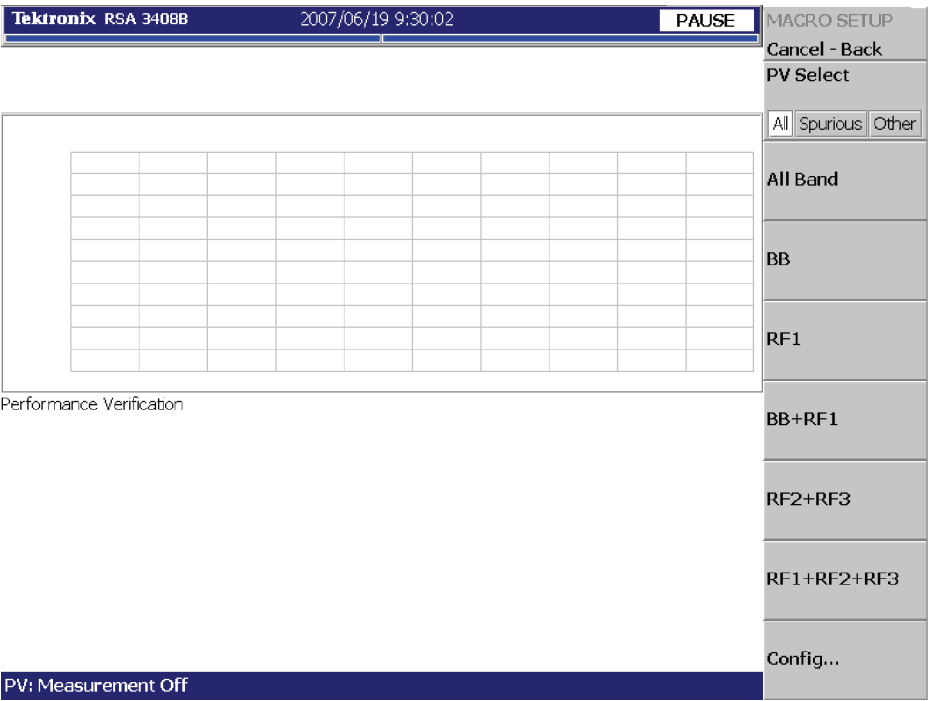 Tektronix RSA 3408B 2007/06/19 9:30:02 PAUSE
MACRO SETUP
Cancel - Back
PV Select
All Spurious Other
All Band
BB
RF1
Performance Verification
BB+RF1
RF2+RF3
RF1+RF2+RF3
Config...
PV: Measurement Off